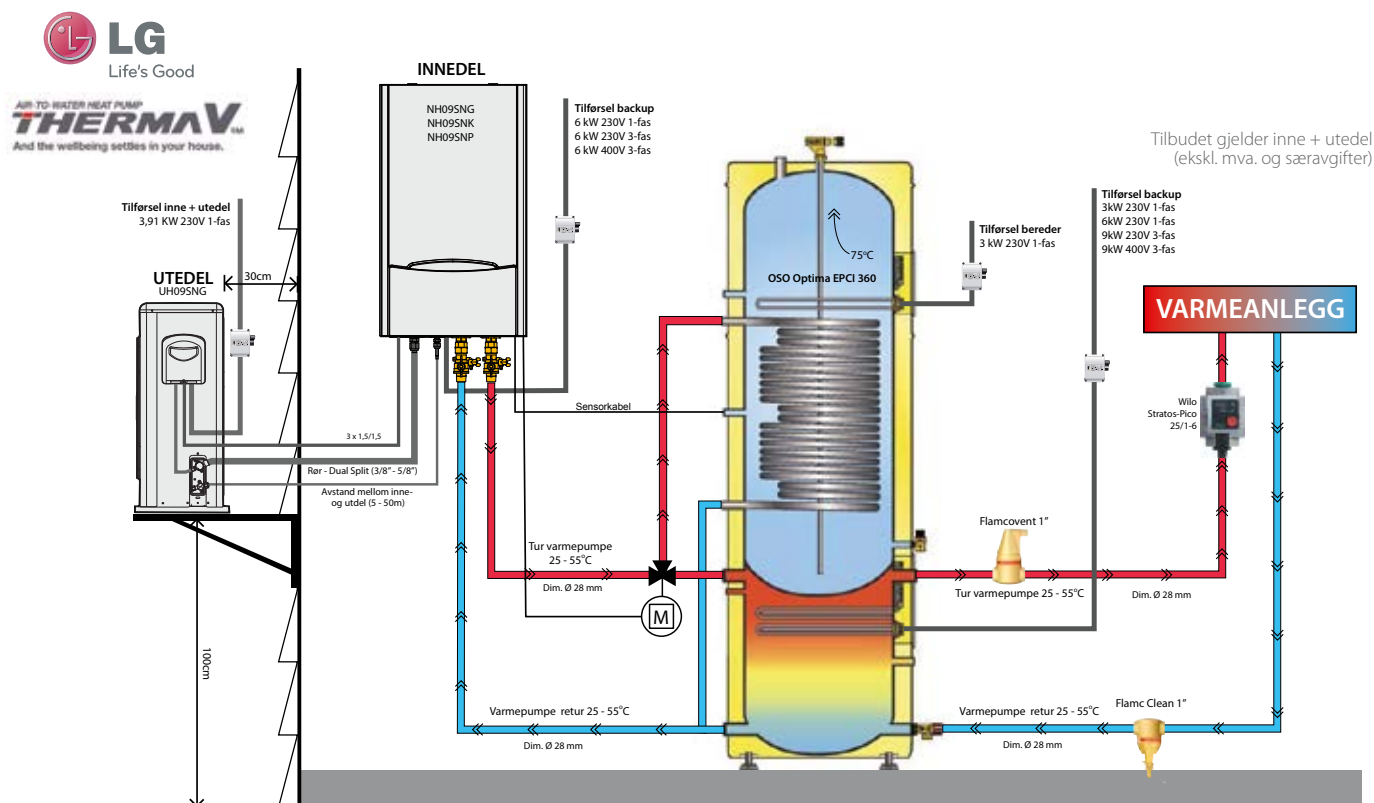 LG
Life's Good
AIR-TO-WATER HEAT PUMP
THERMA V™
And the wellbeing settles in your house.
INNEDEL
NH09SNG
NH09SNK
NH09SNP
Tilførsel backup
6 kW 230V 1-fas
6 kW 230V 3-fas
6 kW 400V 3-fas
Tilbudet gjelder inne + utedel
(ekskl. mva. og særavgifter)
Tilførsel inne + utedel
3,91 KW 230V 1-fas
UTEDEL
UH09SNG
30cm
75°C
OSO Optima EPCI 360
Tilførsel bereder
3 kW 230V 1-fas
Tilførsel backup
3kW 230V 1-fas
6kW 230V 1-fas
9kW 230V 3-fas
9kW 400V 3-fas
VARMEANLEGG
Wilo
Stratos-Pico
25/1-6
Sensorkabel
3 x 1,5/1,5
Rør - Dual Split (3/8" - 5/8")
Avstand mellom inne-
og utdel (5 - 50m)
Tur varmepumpe
25 - 55°C
Dim. Ø 28 mm
M
Flamcovent 1"
Tur varmepumpe 25 - 55°C
Dim. Ø 28 mm
100cm
Varmepumpe retur 25 - 55°C
Dim. Ø 28 mm
Varmepumpe retur 25 - 55°C
Dim. Ø 28 mm
Flamc Clean 1"